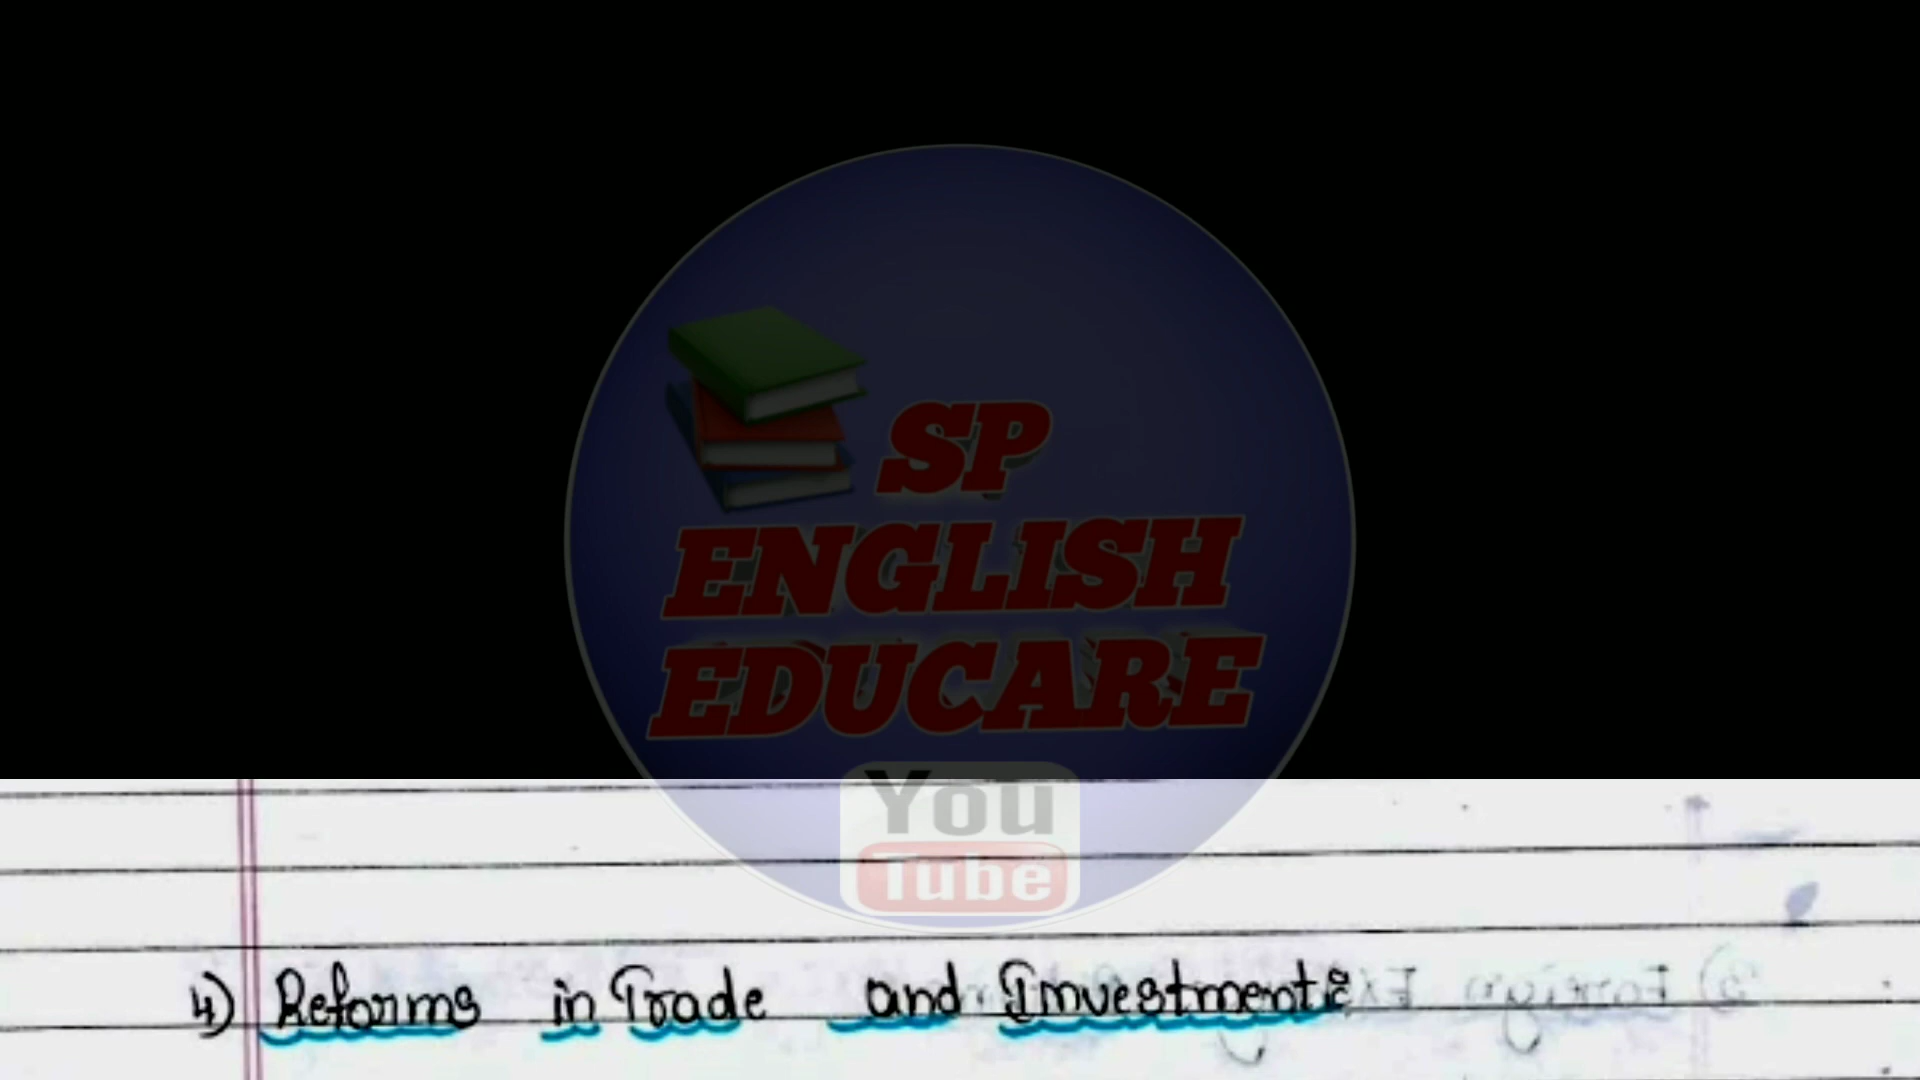 SP
ENGLISH
EDUCARE
You
Tube
4) Reforms in Trade and Investment: